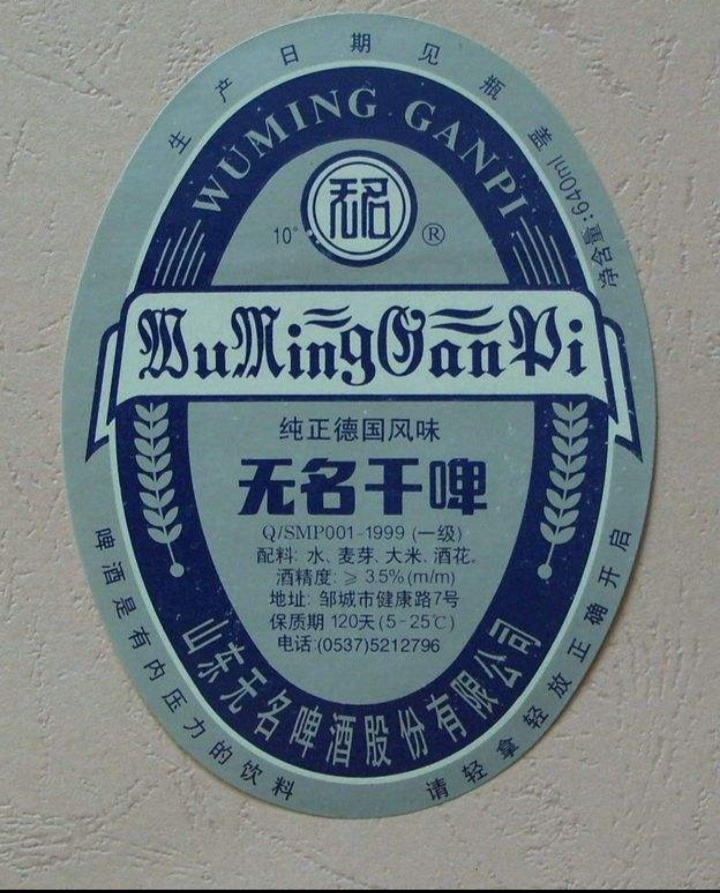 生产日期见瓶盖
净含量:640ml
WUMING GANPI
无名
10° ®
WuMingGanPi
纯正德国风味
无名干啤
Q/SMP001-1999 (一级)
配料: 水、麦芽、大米、酒花。
酒精度: ≥ 3.5%(m/m)
地址: 邹城市健康路7号
保质期 120天(5-25℃)
电话:(0537)5212796
山东无名啤酒股份有限公司
啤酒是有内压力的饮料
请轻拿轻放正确开启